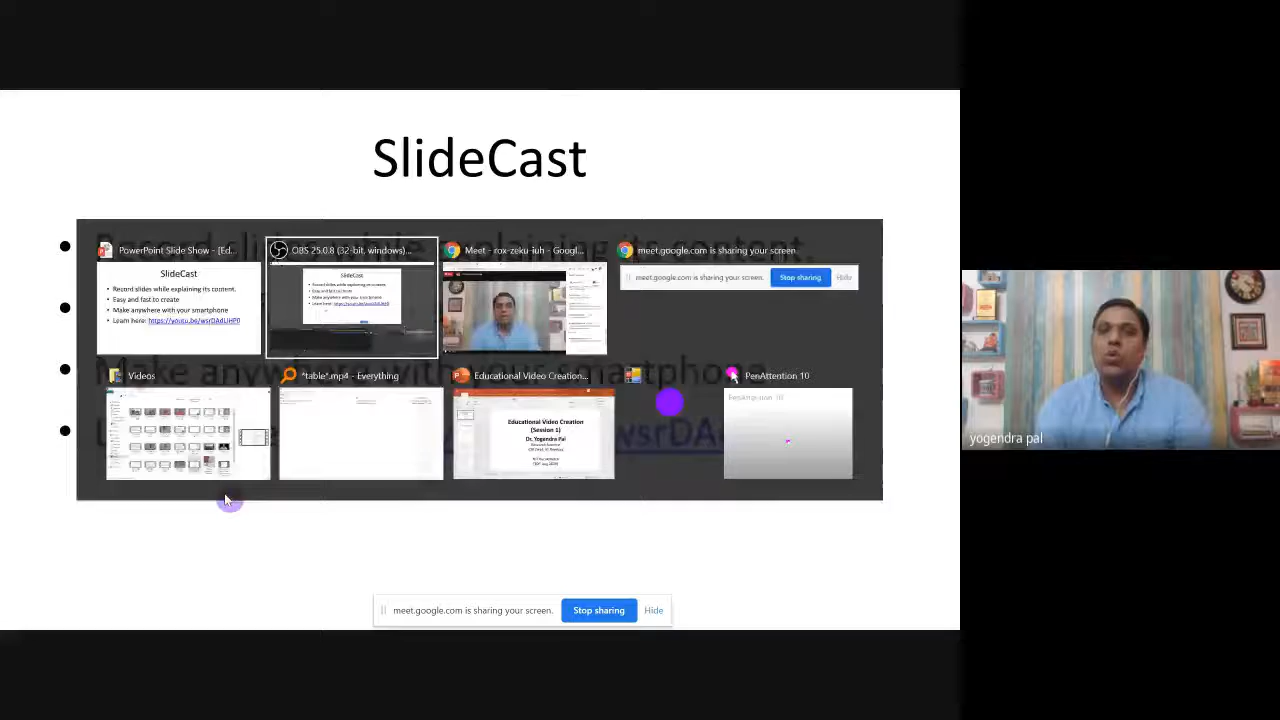 SlideCast
PowerPoint Slide Show - [Ed...
OBS 25.0.8 (32-bit, windows)...
Meet - rox-zeku-iuh - Googl...
meet.google.com is sharing your screen.
SlideCast
• Record slides while explaining its content.
• Easy and fast to create
• Make anywhere with your smartphone
• Learn here: https://youtu.be/wsrDAdLiHP0
SlideCast
meet.google.com is sharing your screen.
Stop sharing
Hide
Videos
*table*.mp4 - Everything
Educational Video Creation...
PenAttention 10
Educational Video Creation
(Session 1)
Dr. Yogendra Pal
meet.google.com is sharing your screen.
Stop sharing
Hide
yogendra pal